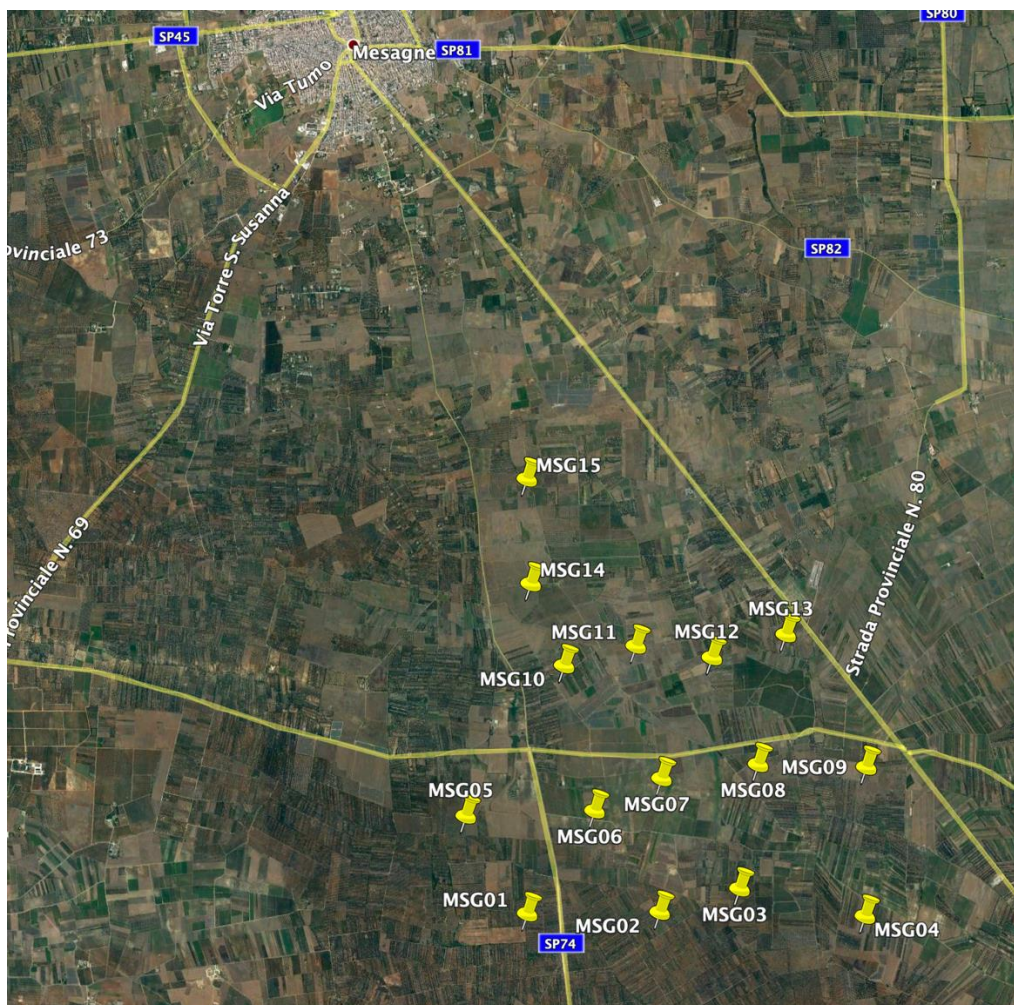 SP80
SP45
Mesagne
SP81
Via Tumo
ovinciale 73
Via Torre S. Susanna
SP82
MSG15
Strada Provinciale N. 80
Provinciale N. 69
MSG14
MSG13
MSG11
MSG12
MSG10
MSG05
MSG09
MSG08
MSG07
MSG06
MSG01
MSG02
MSG03
MSG04
SP74